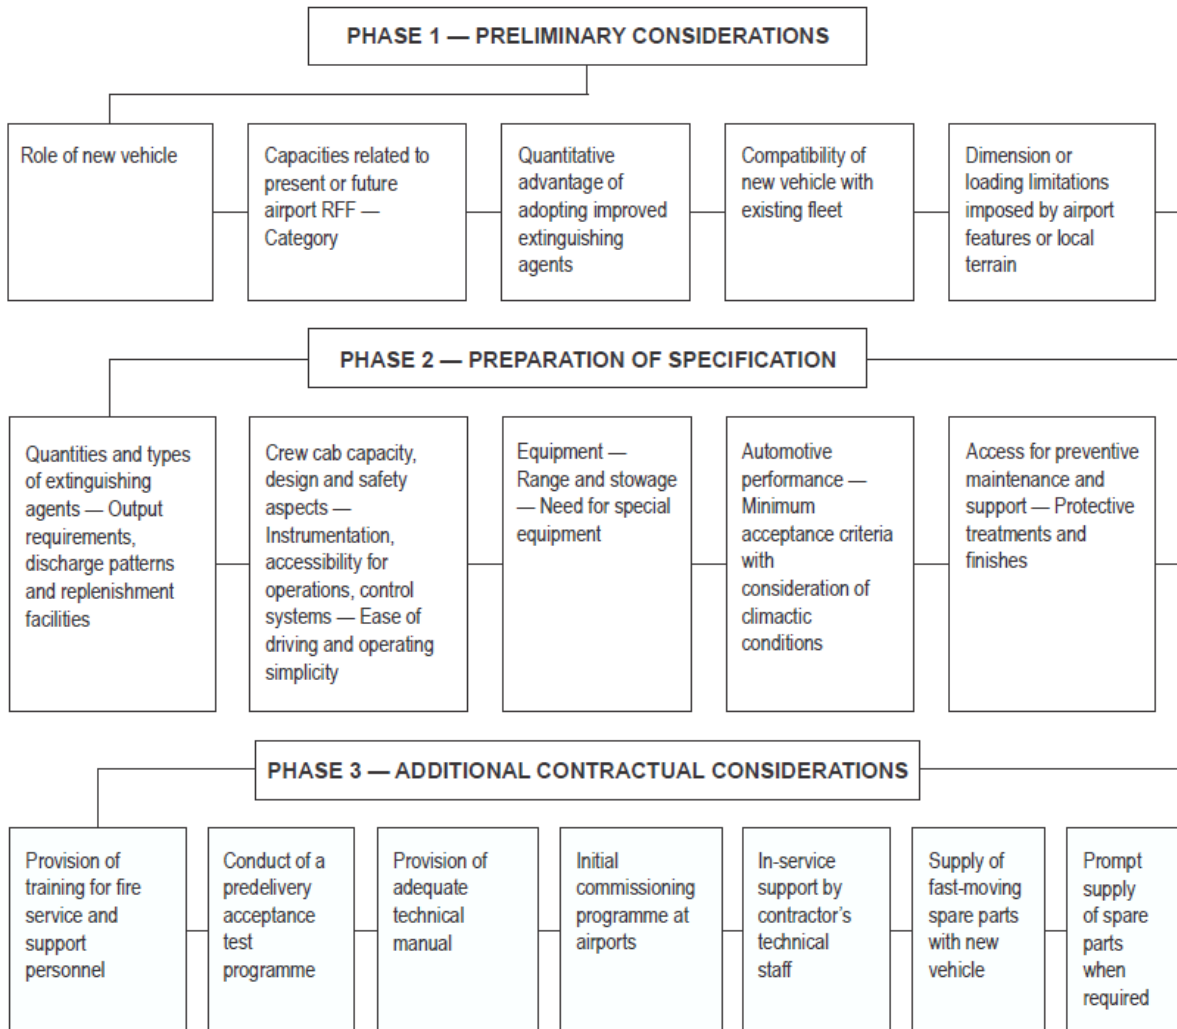 PHASE 1 — PRELIMINARY CONSIDERATIONS
Role of new vehicle
Capacities related to
present or future
airport RFF —
Category
Quantitative
advantage of
adopting improved
extinguishing
agents
Compatibility of
new vehicle with
existing fleet
Dimension or
loading limitations
imposed by airport
features or local
terrain
PHASE 2 — PREPARATION OF SPECIFICATION
Quantities and types
of extinguishing
agents — Output
requirements,
discharge patterns
and replenishment
facilities
Crew cab capacity,
design and safety
aspects —
Instrumentation,
accessibility for
operations, control
systems — Ease of
driving and operating
simplicity
Equipment —
Range and stowage
— Need for special
equipment
Automotive
performance —
Minimum
acceptance criteria
with
consideration of
climactic
conditions
Access for preventive
maintenance and
support — Protective
treatments and
finishes
PHASE 3 — ADDITIONAL CONTRACTUAL CONSIDERATIONS
Provision of
training for fire
service and
support
personnel
Conduct of a
predelivery
acceptance
test
programme
Provision of
adequate
technical
manual
Initial
commissioning
programme at
airports
In-service
support by
contractor's
technical
staff
Supply of
fast-moving
spare parts
with new
vehicle
Prompt
supply
of spare
parts
when
required